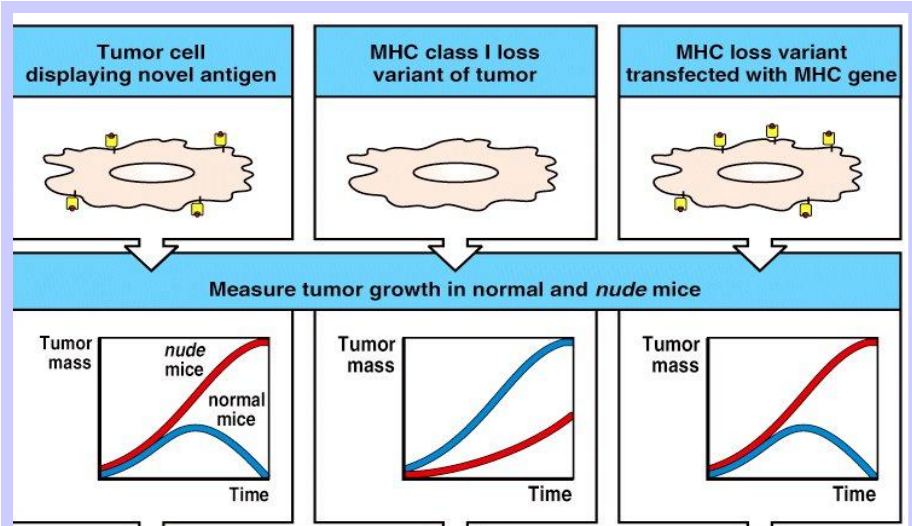 Tumor cell
displaying novel antigen
MHC class I loss
variant of tumor
MHC loss variant
transfected with MHC gene
Measure tumor growth in normal and nude mice
Tumor
mass
nude
mice
normal
mice
Time
Tumor
mass
Time
Tumor
mass
Time